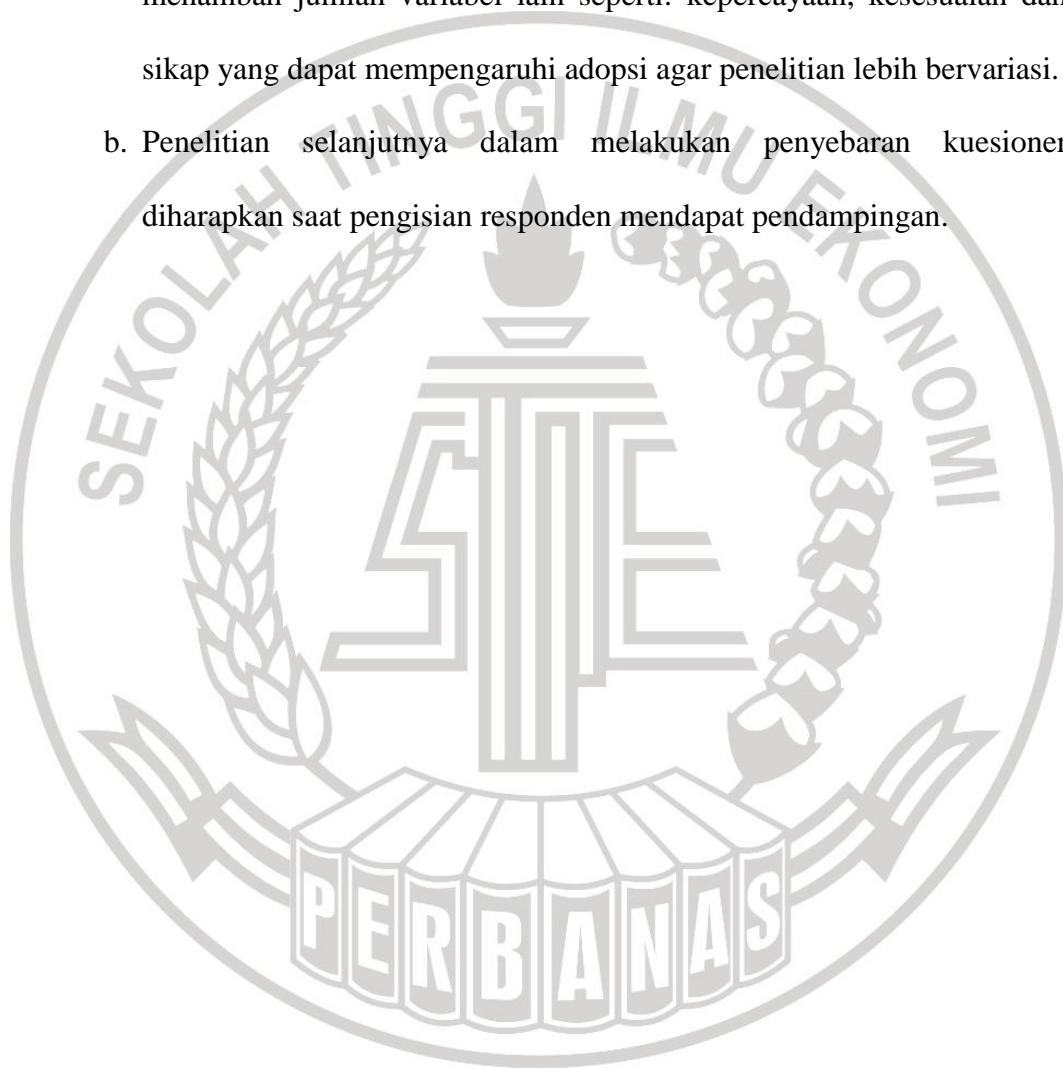 menambah jumlah variabel lain seperti: kepercayaan, kesesuaian dan
sikap yang dapat mempengaruhi adopsi agar penelitian lebih bervariasi.
b. Penelitian selanjutnya dalam melakukan penyebaran kuesioner
diharapkan saat pengisian responden mendapat pendampingan.
SEKOLAH TINGGI ILMU EKONOMI
STIE
PERBANAS